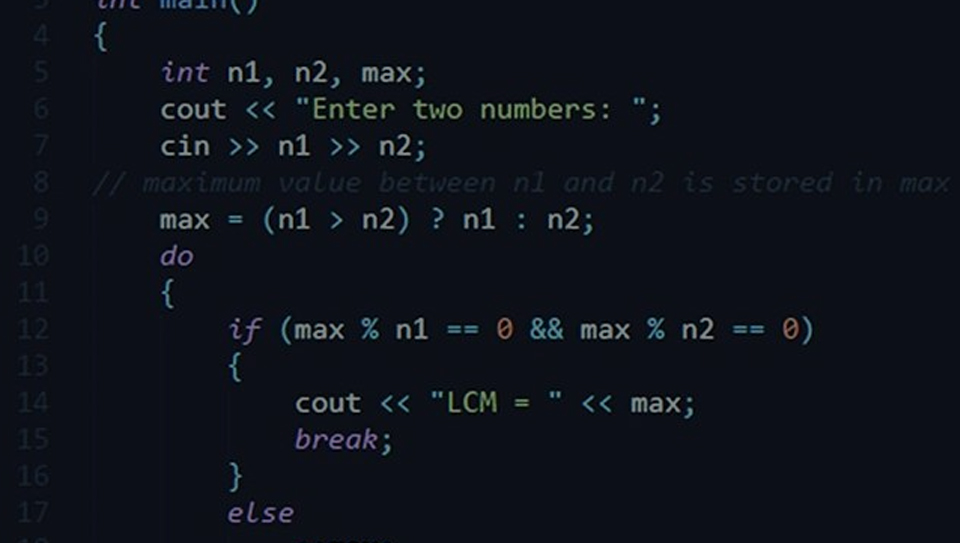 3 int main()
4 {
5 int n1, n2, max;
6 cout << "Enter two numbers: ";
7 cin >> n1 >> n2;
8 // maximum value between n1 and n2 is stored in max
9 max = (n1 > n2) ? n1 : n2;
10 do
11 {
12 if (max % n1 == 0 && max % n2 == 0)
13 {
14 cout << "LCM = " << max;
15 break;
16 }
17 else